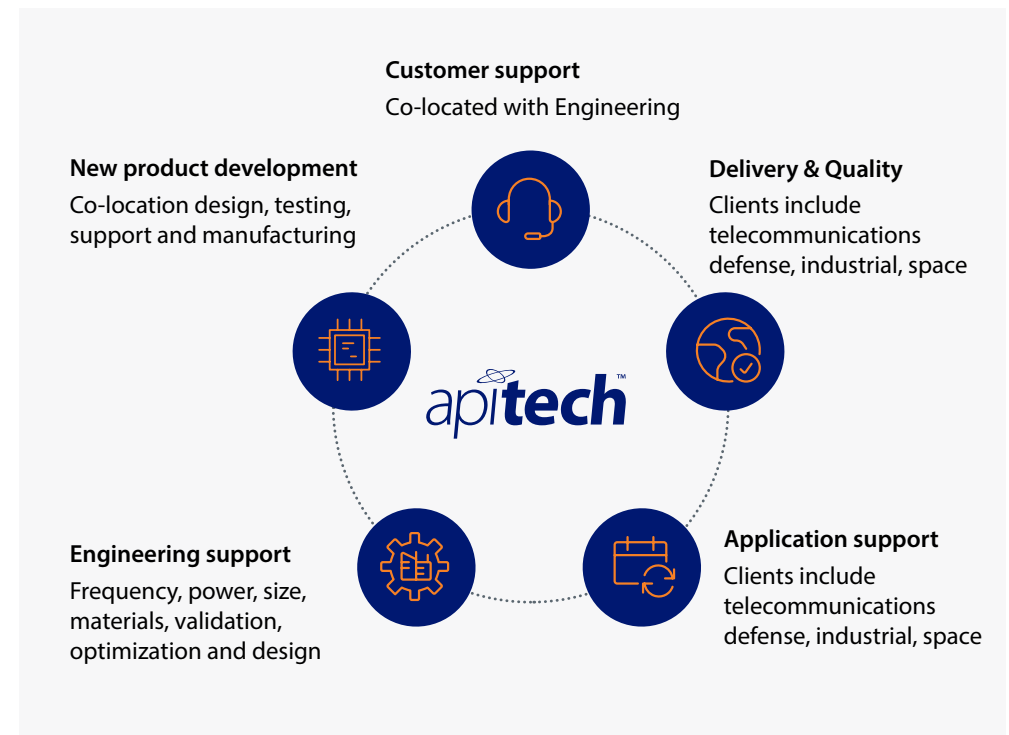 Customer support
Co-located with Engineering
New product development
Co-location design, testing,
support and manufacturing
Delivery & Quality
Clients include
telecommunications
defense, industrial, space
apitech™
Engineering support
Frequency, power, size,
materials, validation,
optimization and design
Application support
Clients include
telecommunications
defense, industrial, space